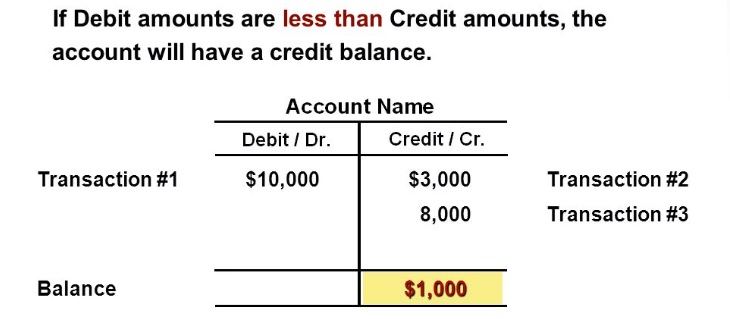 If Debit amounts are less than Credit amounts, the
account will have a credit balance.
Account Name
Debit / Dr. Credit / Cr.
Transaction #1 $10,000 $3,000 Transaction #2
8,000 Transaction #3
Balance $1,000